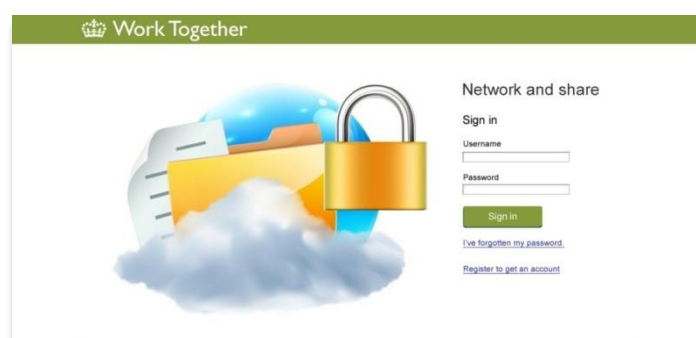 Work Together
Network and share
Sign in
Username
Password
Sign in
I've forgotten my password.
Register to get an account